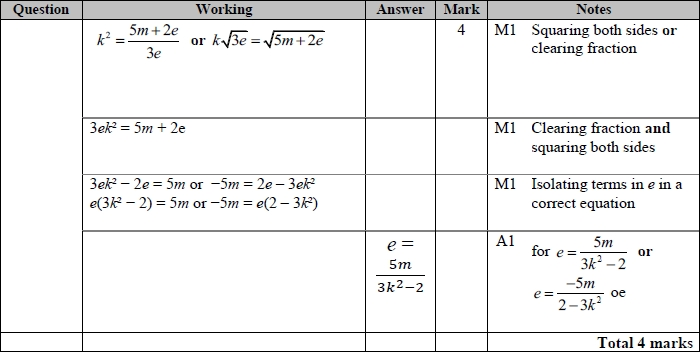 Question Working Answer Mark Notes
k² = (5m + 2e)/(3e) or k√3e = √5m + 2e 4 M1 Squaring both sides or
clearing fraction
3ek² = 5m + 2e M1 Clearing fraction and
squaring both sides
3ek² – 2e = 5m or –5m = 2e – 3ek² M1 Isolating terms in e in a
e(3k² – 2) = 5m or –5m = e(2 – 3k²) correct equation
e = 5m/(3k²−2) A1 for e = 5m/(3k² – 2) or
e = –5m/(2 – 3k²) oe
Total 4 marks